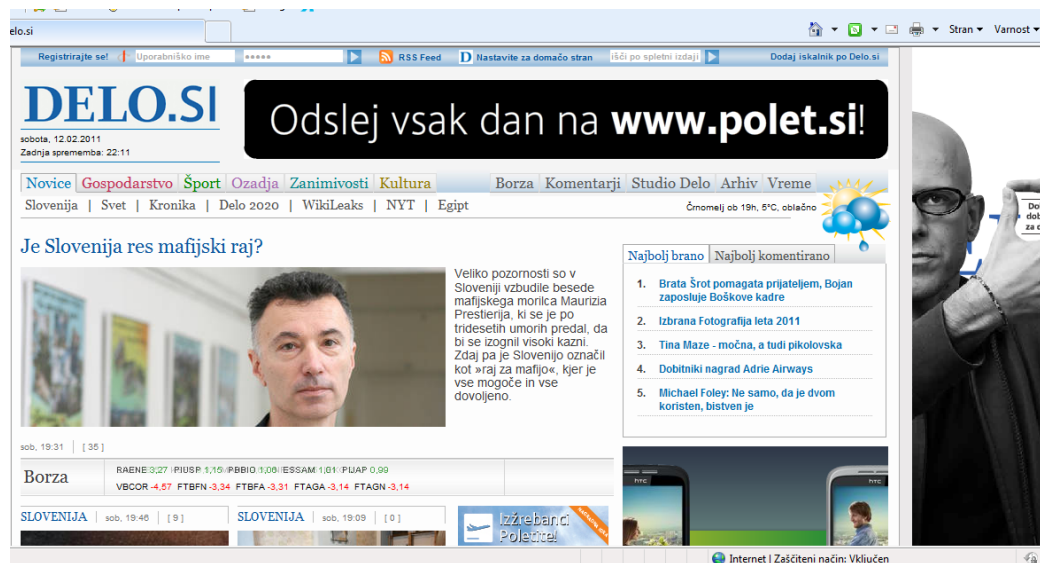 elo.si
Stran Varnost
Registrirajte se! Uporabniško ime ••••• RSS Feed D Nastavite za domačo stran išči po spletni izdaji Dodaj iskalnik po Delo.si
DELO.SI
sobota, 12.02.2011
Zadnja sprememba: 22:11
Odslej vsak dan na www.polet.si!
Novice Gospodarstvo Šport Ozadja Zanimivosti Kultura Borza Komentarji Studio Delo Arhiv Vreme
Slovenija | Svet | Kronika | Delo 2020 | WikiLeaks | NYT | Egipt
Črnomelj ob 19h, 5°C, oblačno
Je Slovenija res mafijski raj?
Veliko pozornosti so v
Sloveniji vzbudile besede
mafijskega morilca Maurizia
Prestierija, ki se je po
tridesetih umorih predal, da
bi se izognil visoki kazni.
Zdaj pa je Slovenijo označil
kot »raj za mafijo«, kjer je
vse mogoče in vse
dovoljeno.
sob, 19:31 | [ 35 ]
Najbolj brano Najbolj komentirano
1. Brata Šrot pomagata prijateljem, Bojan
zaposluje Boškove kadre
2. Izbrana Fotografija leta 2011
3. Tina Maze - močna, a tudi pikolovska
4. Dobitniki nagrad Adrie Airways
5. Michael Foley: Ne samo, da je dvom
koristen, bistven je
Borza
RAENE 3,27 PIUSP 1,15 PBBIO 1,06 ESSAM 1,01 PIJAP 0,99
VBCOR -4,57 FTBFN -3,34 FTBFA -3,31 FTAGA -3,14 FTAGN -3,14
SLOVENIJA | sob, 19:46 | [ 9 ]
SLOVENIJA | sob, 19:09 | [ 0 ]
Izžrebanci
Poletite!
NAGRADNA IGRA
htc
htc
Do
dob
za d
Internet | Zaščiteni način: Vključen